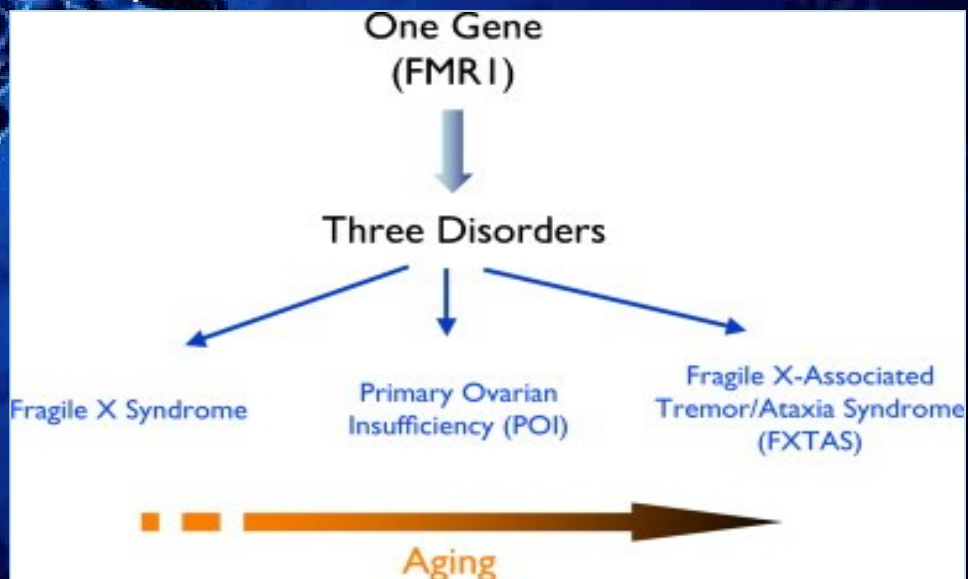 One Gene
(FMR1)
Three Disorders
Fragile X Syndrome
Primary Ovarian
Insufficiency (POI)
Fragile X-Associated
Tremor/Ataxia Syndrome
(FXTAS)
Aging